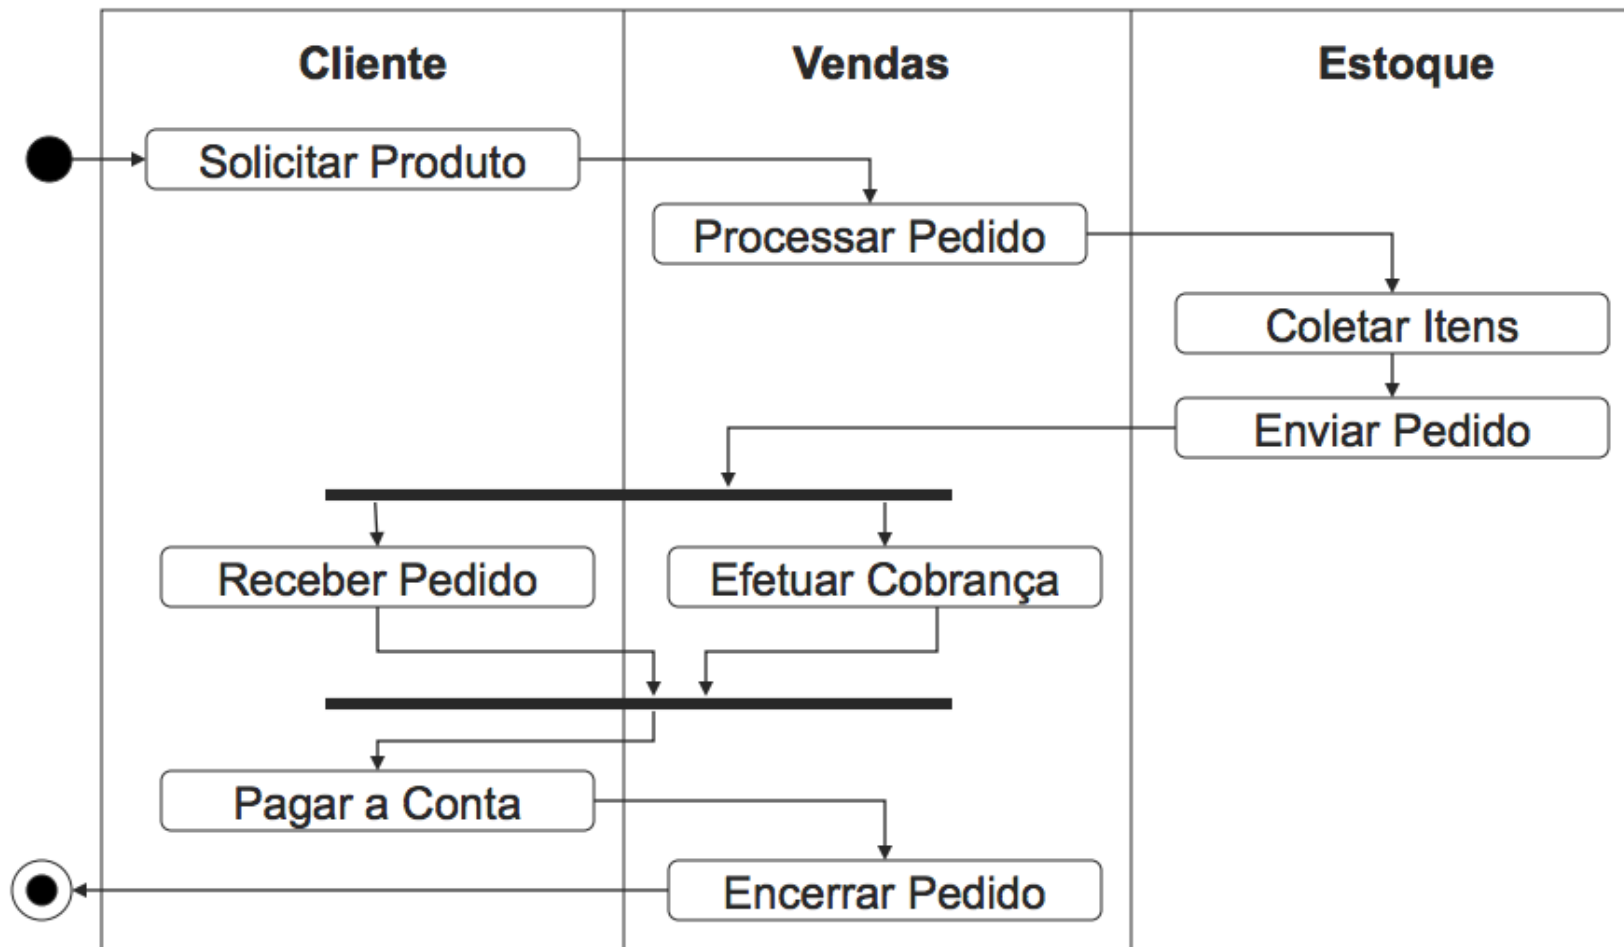 Cliente
Vendas
Estoque
Solicitar Produto
Processar Pedido
Coletar Itens
Enviar Pedido
Receber Pedido
Efetuar Cobrança
Pagar a Conta
Encerrar Pedido